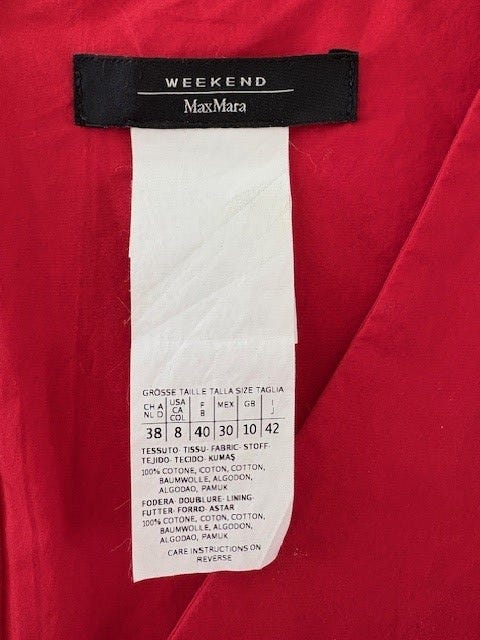 WEEKEND
MaxMara
GRÖSSE TAILLE TALLA SIZE TAGLIA
CH A USA F MEX GB I
NL D CA B J
COL
38 8 40 30 10 42
TESSUTO- TISSU- FABRIC- STOFF-
TEJIDO- TECIDO- KUMAŞ
100% COTONE, COTON, COTTON,
BAUMWOLLE, ALGODON,
ALGODAO, PAMUK
FODERA- DOUBLURE- LINING-
FUTTER- FORRO- ASTAR
100% COTONE, COTON, COTTON,
BAUMWOLLE, ALGODON,
ALGODAO, PAMUK
CARE INSTRUCTIONS ON
REVERSE